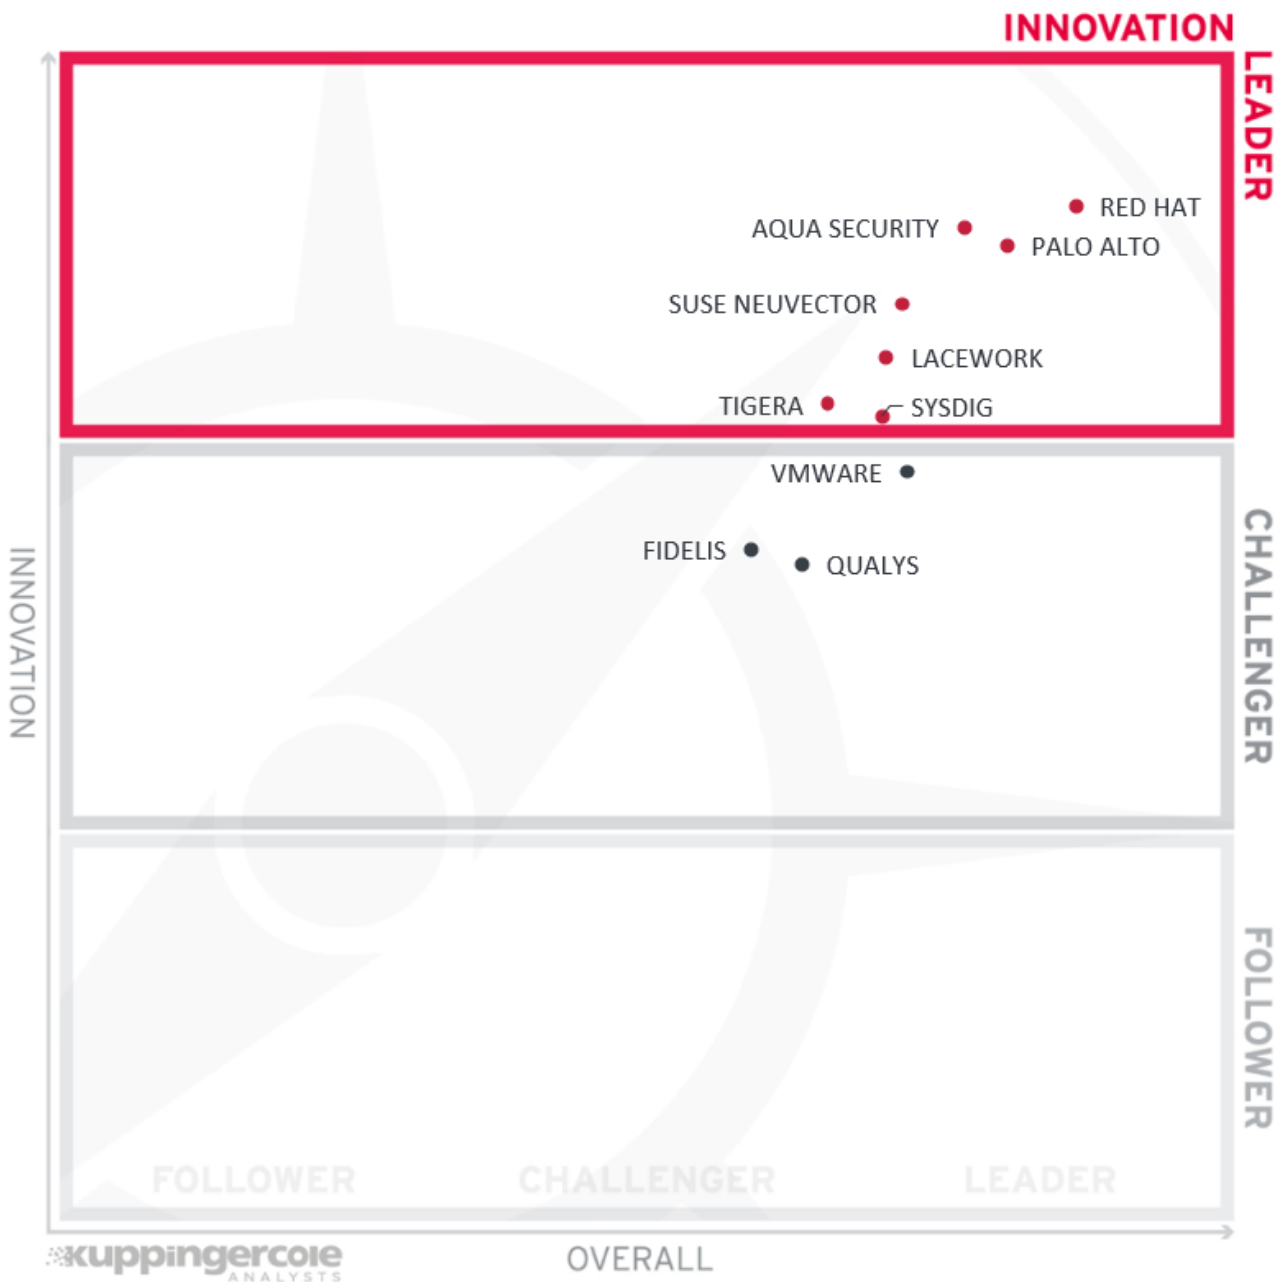 INNOVATION
LEADER
RED HAT
AQUA SECURITY
PALO ALTO
SUSE NEUVECTOR
LACEWORK
TIGERA
SYSDIG
VMWARE
FIDELIS
QUALYS
CHALLENGER
INNOVATION
FOLLOWER
FOLLOWER
CHALLENGER
LEADER
kuppingercole
ANALYSTS
OVERALL